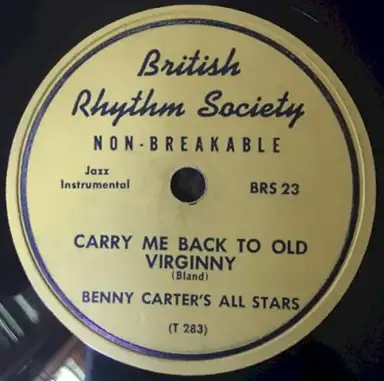 British
Rhythm Society
NON-BREAKABLE
Jazz
Instrumental
BRS 23
CARRY ME BACK TO OLD
VIRGINNY
(Bland)
BENNY CARTER'S ALL STARS
(T 283)